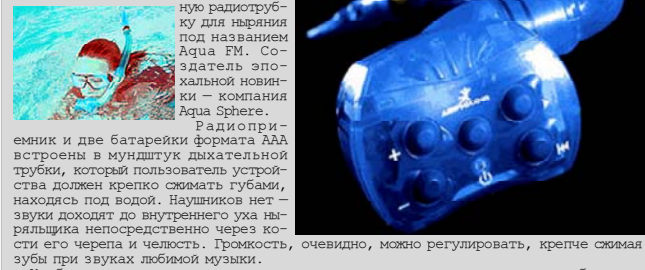 ную радиотруб-
ку для ныряния
под названием
Aqua FM. Со-
здатель эпо-
хальной новин-
ки — компания
Aqua Sphere.
Радиопри-
емник и две батарейки формата ААА
встроены в мундштук дыхательной
трубки, который пользователь устрой-
ства должен крепко сжимать губами,
находясь под водой. Наушников нет —
звуки доходят до внутреннего уха ны-
ряльщика непосредственно через ко-
сти его черепа и челюсть. Громкость, очевидно, можно регулировать, крепче сжимая
зубы при звуках любимой музыки.